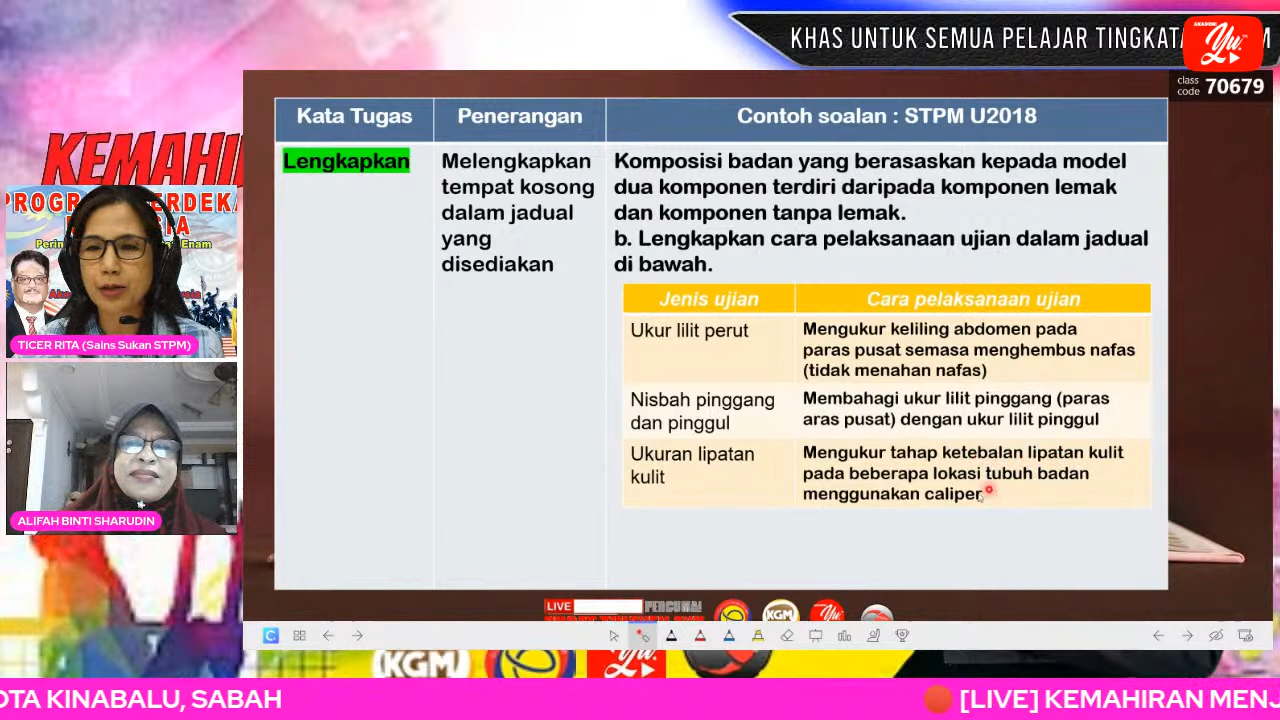 KHAS UNTUK SEMUA PELAJAR TINGKATA
AKADEMI
Yu.
class code 70679
KEMAHI
Kata Tugas
Penerangan
Contoh soalan : STPM U2018
Lengkapkan
Melengkapkan
tempat kosong
dalam jadual
yang
disediakan
Komposisi badan yang berasaskan kepada model
dua komponen terdiri daripada komponen lemak
dan komponen tanpa lemak.
b. Lengkapkan cara pelaksanaan ujian dalam jadual
di bawah.
Jenis ujian
Cara pelaksanaan ujian
Ukur lilit perut
Mengukur keliling abdomen pada
paras pusat semasa menghembus nafas
(tidak menahan nafas)
Nisbah pinggang
dan pinggul
Membahagi ukur lilit pinggang (paras
aras pusat) dengan ukur lilit pinggul
Ukuran lipatan
kulit
Mengukur tahap ketebalan lipatan kulit
pada beberapa lokasi tubuh badan
menggunakan caliper
TICER RITA (Sains Sukan STPM)
ALIFAH BINTI SHARUDIN
LIVE
PERCUMA!
KGM
KGM
OTA KINABALU, SABAH
[LIVE] KEMAHIRAN MENJ